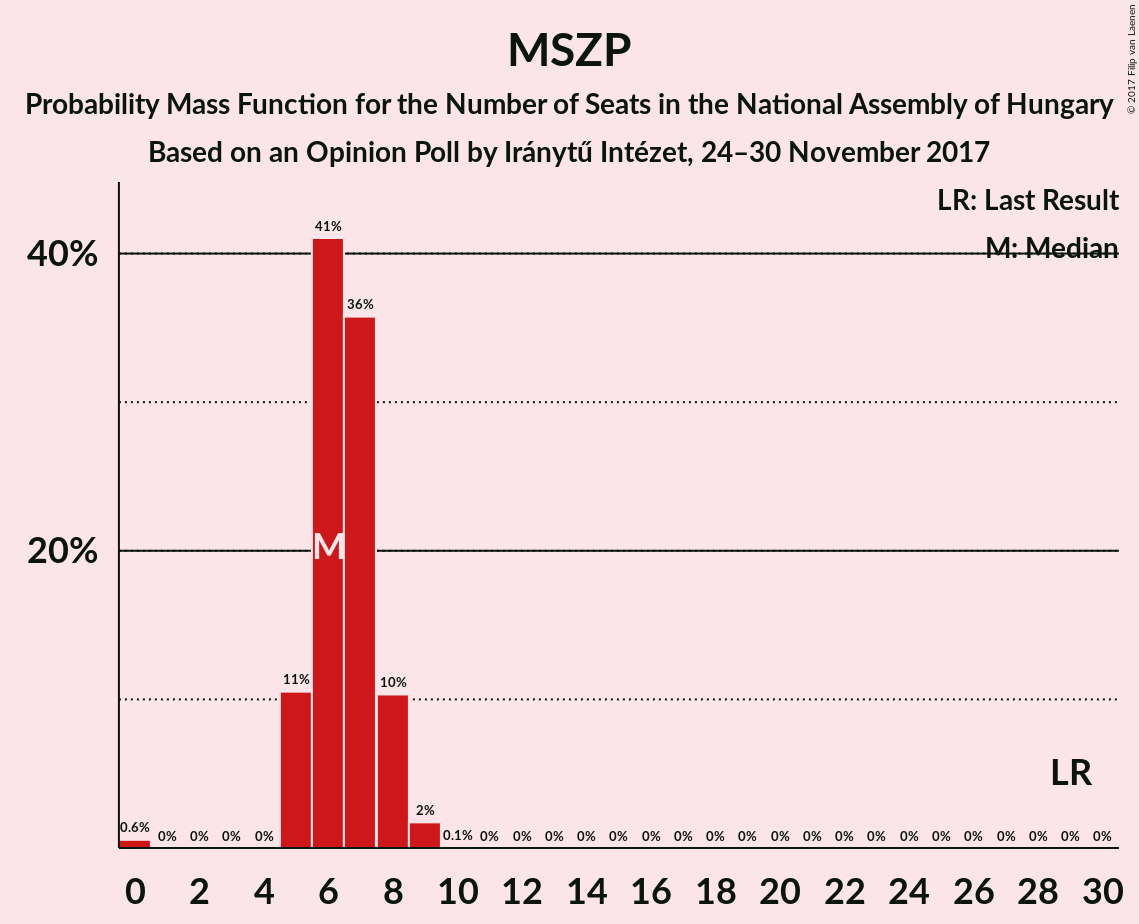 MSZP
Probability Mass Function for the Number of Seats in the National Assembly of Hungary
Based on an Opinion Poll by Iránytű Intézet, 24–30 November 2017
© 2017 Filip van Laenen
LR: Last Result
M: Median
40%
20%
0.6% 0% 0% 0% 0% 11% 41% 36% 10% 2% 0.1% 0% 0% 0% 0% 0% 0% 0% 0% 0% 0% 0% 0% 0% 0% 0% 0% 0% 0% 0% 0%
M
LR
0 2 4 6 8 10 12 14 16 18 20 22 24 26 28 30